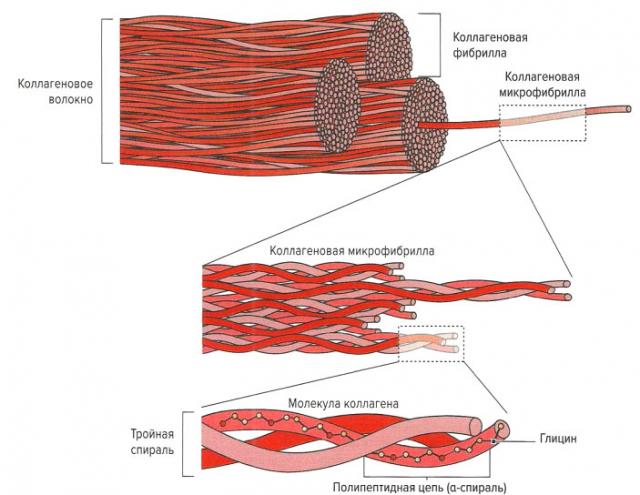 Коллагеновая
фибрилла
Коллагеновое
волокно
Коллагеновая
микрофибрилла
Коллагеновая микрофибрилла
Молекула коллагена
Тройная
спираль
Глицин
Полипептидная цепь (α-спираль)